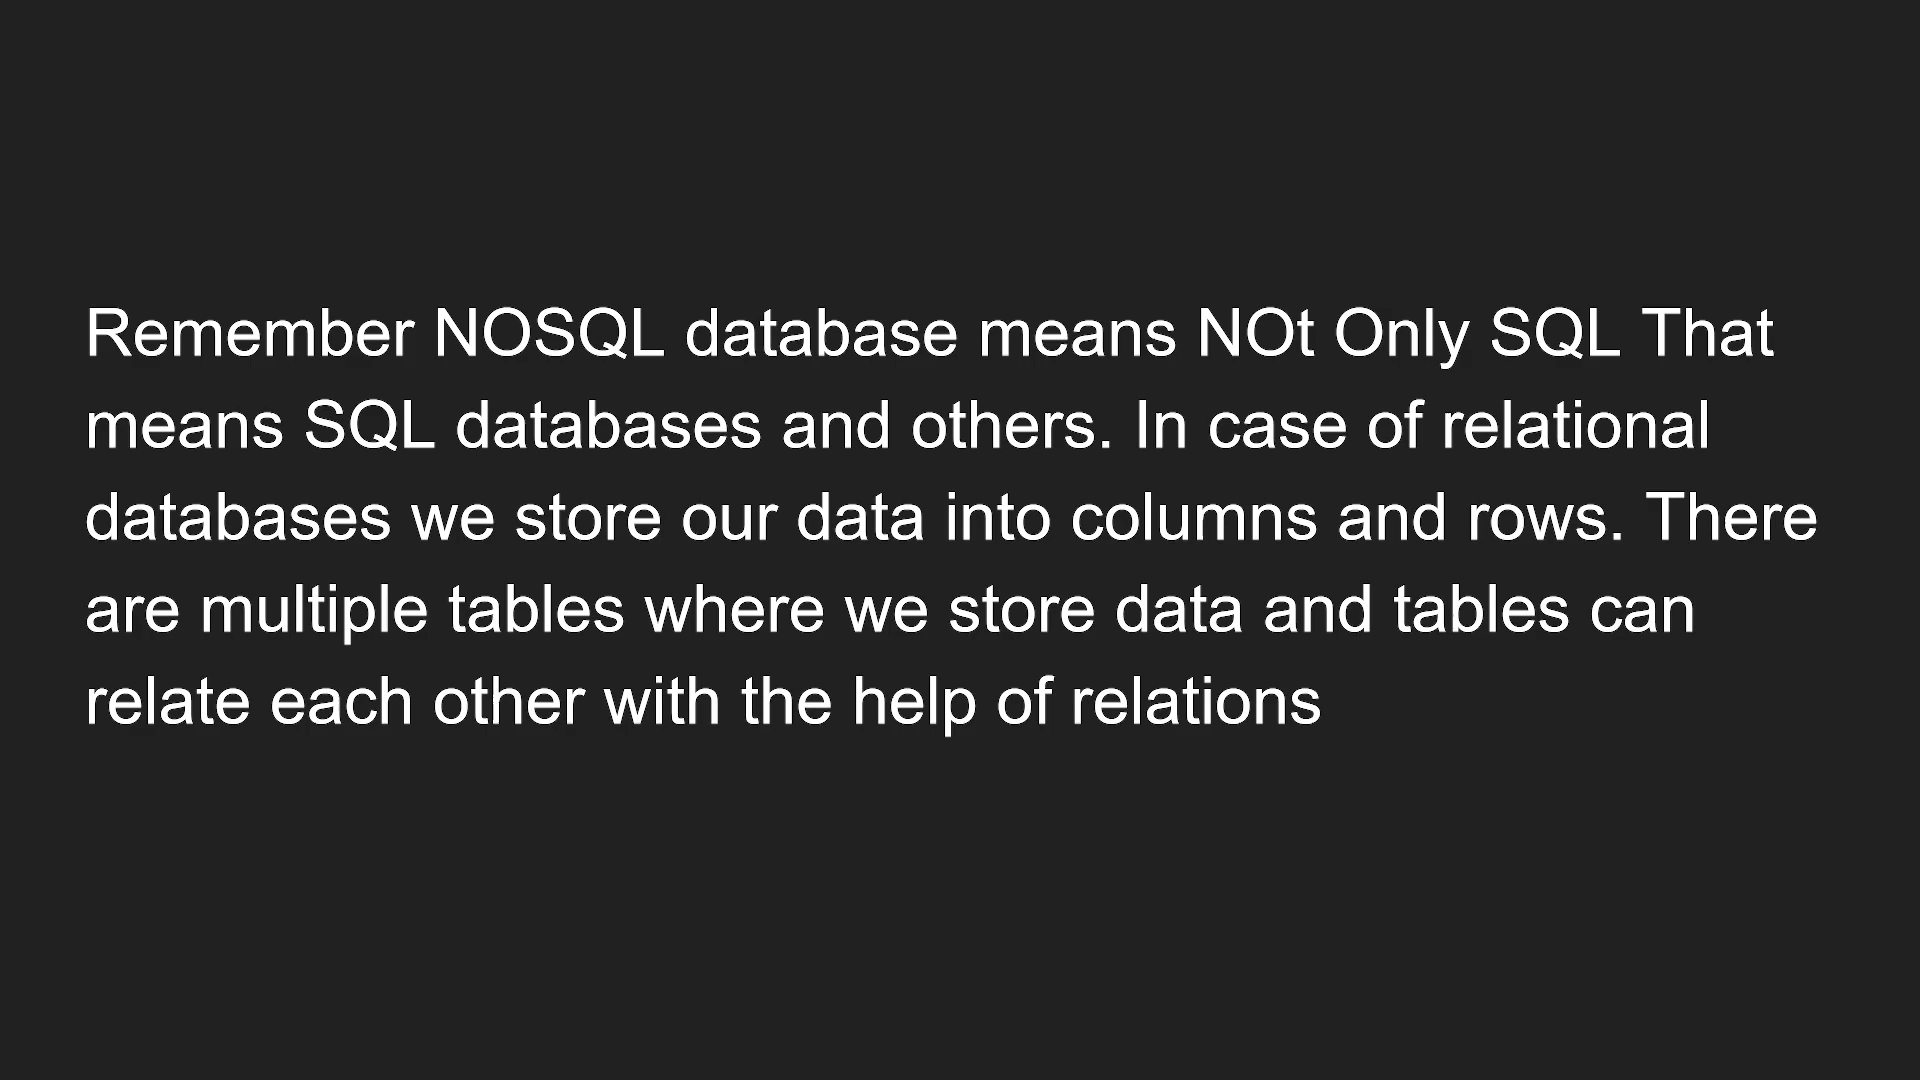 Remember NOSQL database means NOt Only SQL That
means SQL databases and others. In case of relational
databases we store our data into columns and rows. There
are multiple tables where we store data and tables can
relate each other with the help of relations